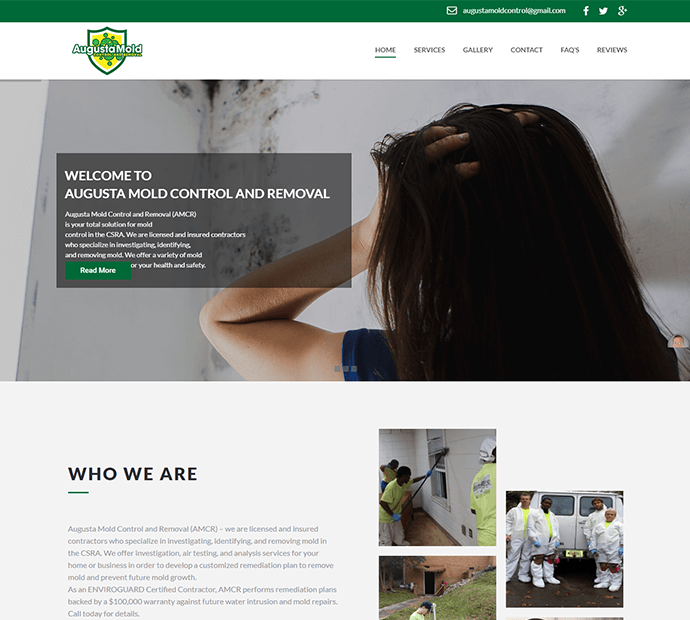 augustamoldcontrol@gmail.com
Augusta Mold
CONTROL AND REMOVAL
HOME SERVICES GALLERY CONTACT FAQ'S REVIEWS
WELCOME TO
AUGUSTA MOLD CONTROL AND REMOVAL
Augusta Mold Control and Removal (AMCR)
is your total solution for mold
control in the CSRA. We are licensed and insured contractors
who specialize in investigating, identifying,
and removing mold. We offer a variety of mold
or your health and safety.
Read More
WHO WE ARE
Augusta Mold Control and Removal (AMCR) – we are licensed and insured
contractors who specialize in investigating, identifying, and removing mold in
the CSRA. We offer investigation, air testing, and analysis services for your
home or business in order to develop a customized remediation plan to remove
mold and prevent future mold growth.
As an ENVIROGUARD Certified Contractor, AMCR performs remediation plans
backed by a $100,000 warranty against future water intrusion and mold repairs.
Call today for details.